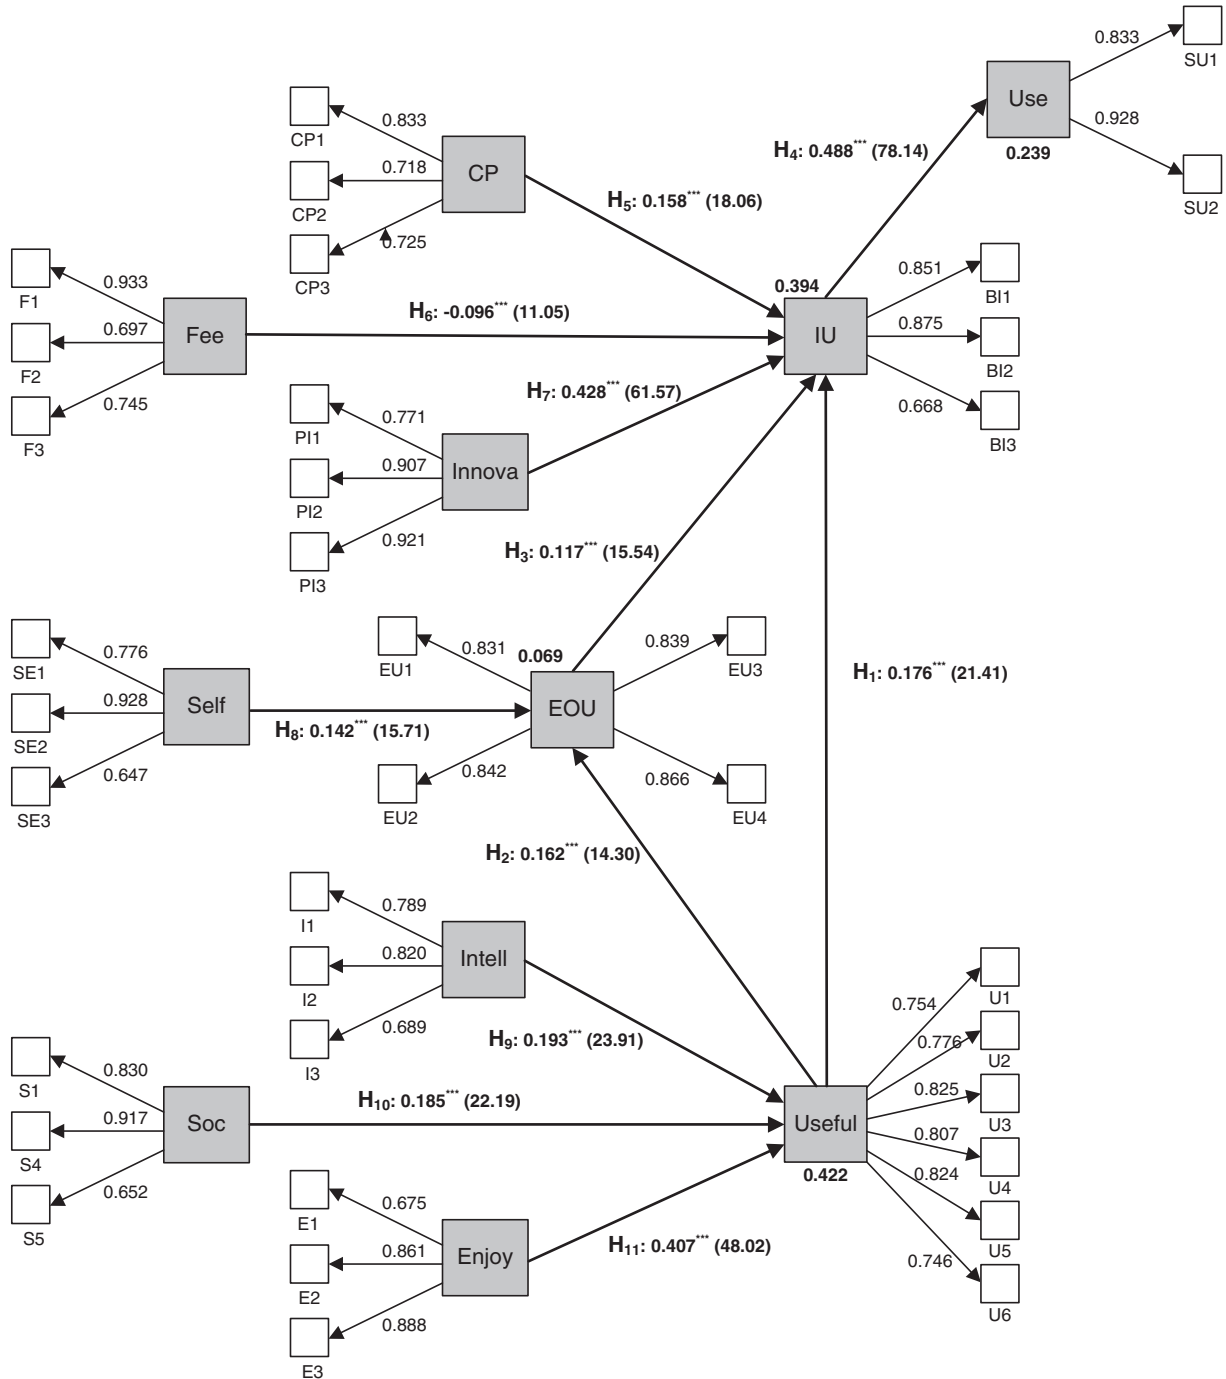 0.833
SU1
Use
0.928
0.239
SU2
H4: 0.488*** (78.14)
0.833
CP1
0.718
CP
CP2
0.725
CP3
H5: 0.158*** (18.06)
0.394
IU
0.851
BI1
0.875
BI2
0.668
BI3
0.933
F1
0.697
Fee
F2
0.745
F3
H6: -0.096*** (11.05)
H7: 0.428*** (61.57)
0.771
PI1
0.907
Innova
PI2
0.921
PI3
H3: 0.117*** (15.54)
0.776
SE1
0.928
Self
SE2
0.647
SE3
H8: 0.142*** (15.71)
0.831
EU1
0.069
0.839
EU3
EOU
0.842
EU2
0.866
EU4
H1: 0.176*** (21.41)
H2: 0.162*** (14.30)
0.789
I1
0.820
Intell
I2
0.689
I3
H9: 0.193*** (23.91)
0.830
S1
0.917
Soc
S4
0.652
S5
H10: 0.185*** (22.19)
Useful
0.422
0.754
U1
0.776
U2
0.825
U3
0.807
U4
0.824
U5
0.746
U6
0.675
E1
0.861
Enjoy
E2
0.888
E3
H11: 0.407*** (48.02)